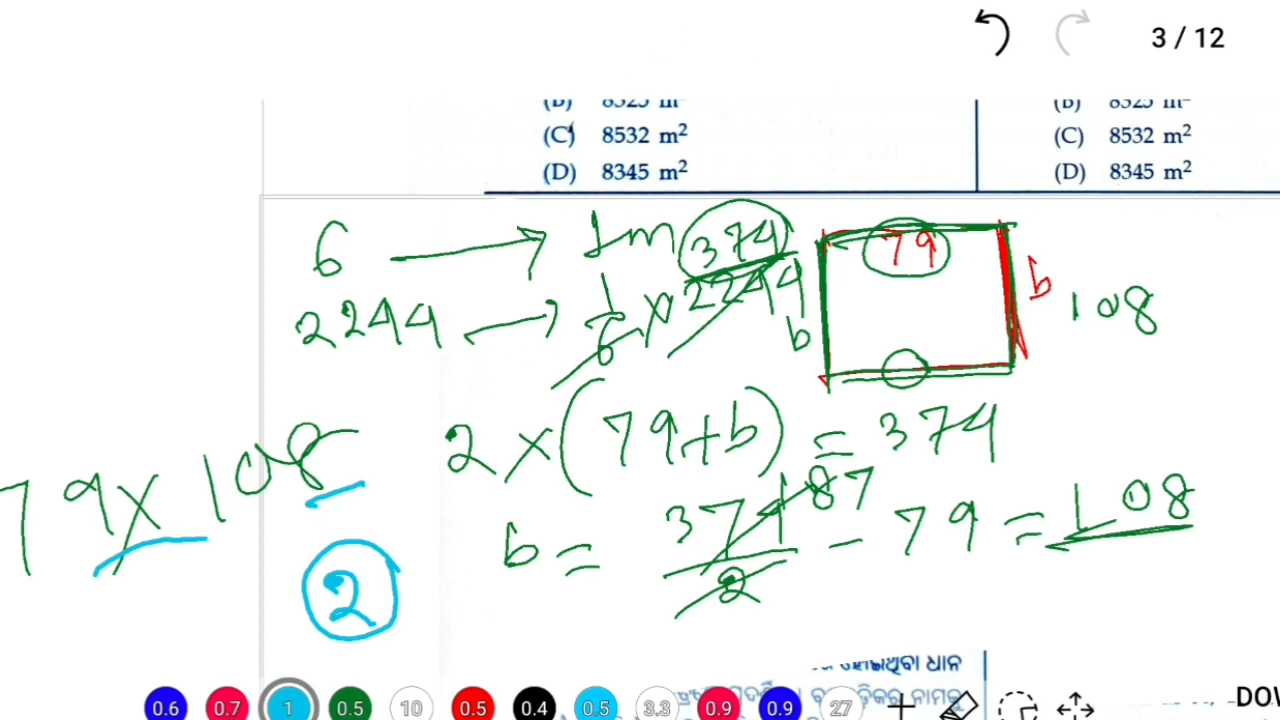 3 / 12
(C) 8532 m²
(D) 8345 m²
(C) 8532 m²
(D) 8345 m²
6 → 1m 374
2244 → 1/6 × 2244
79
b b 108
2 × (79+b) = 374
79 × 108
b = 374/2 187 - 79 = 108
2
ଧାନ
0.6 0.7 1 0.5 10 0.5 0.4 0.5 3.3 0.9 0.9 27